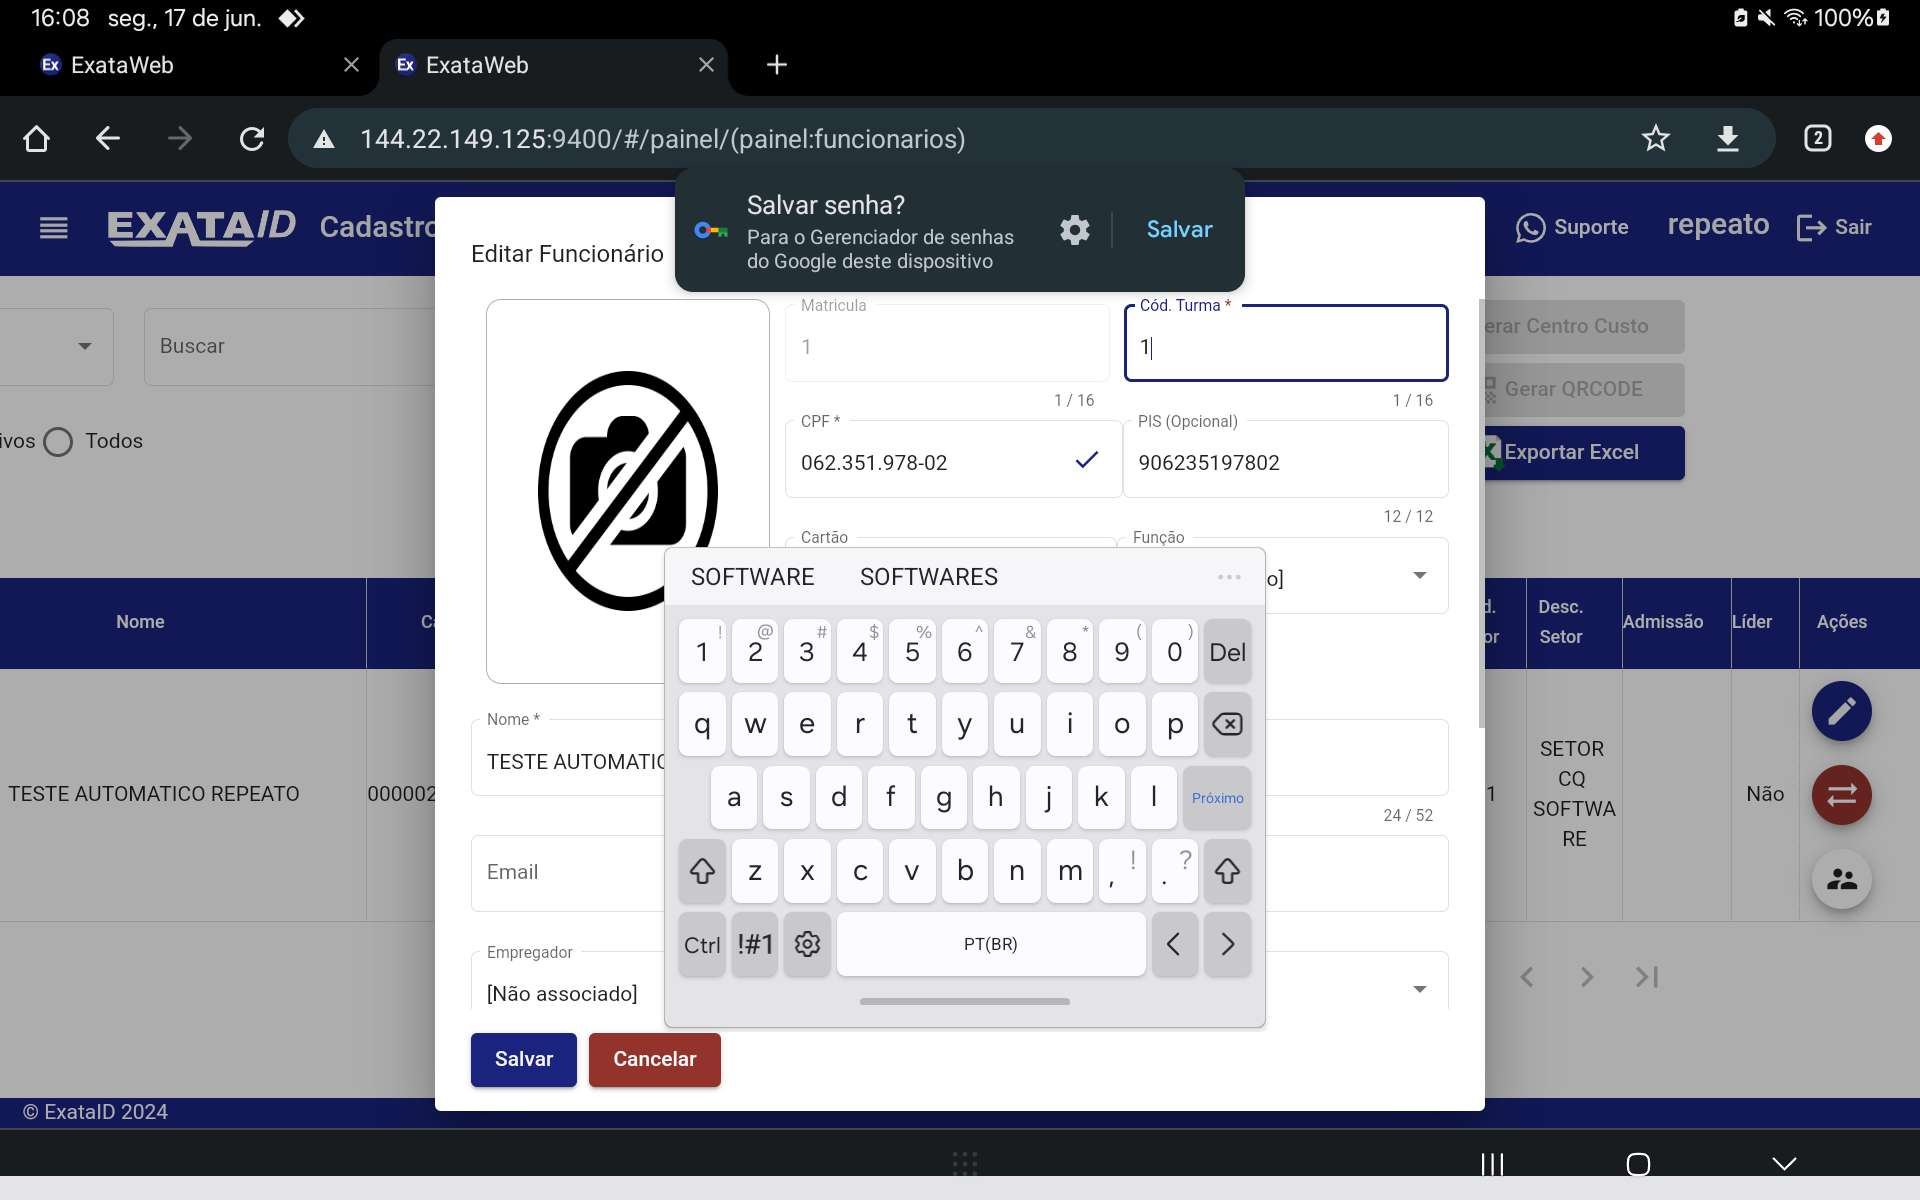 16:08 seg., 17 de jun. 100%
Ex ExataWeb
Ex ExataWeb
144.22.149.125:9400/#/painel/(painel:funcionarios)
2
Salvar senha?
Para o Gerenciador de senhas
do Google deste dispositivo
Salvar
EXATAID Cadastro
Suporte
repeato
Sair
Editar Funcionário
Buscar
ivos
Todos
Matricula
1
1 / 16
Cód. Turma *
1
1 / 16
CPF *
062.351.978-02
PIS (Opcional)
906235197802
12 / 12
Cartão
Função
o]
erar Centro Custo
Gerar QRCODE
Exportar Excel
SOFTWARE SOFTWARES ...
! @ # $ % ^ & * ( )
1 2 3 4 5 6 7 8 9 0 Del
q w e r t y u i o p
a s d f g h j k l Próximo
z x c v b n m , ! . ?
Ctrl !#1 PT(BR) < >
Nome
Ca
d.
or
Desc.
Setor
Admissão
Líder
Ações
TESTE AUTOMATICO REPEATO
000002
1
SETOR
CQ
SOFTWA
RE
Não
Nome *
TESTE AUTOMATIC
24 / 52
Email
Empregador
[Não associado]
Salvar
Cancelar
© ExataID 2024